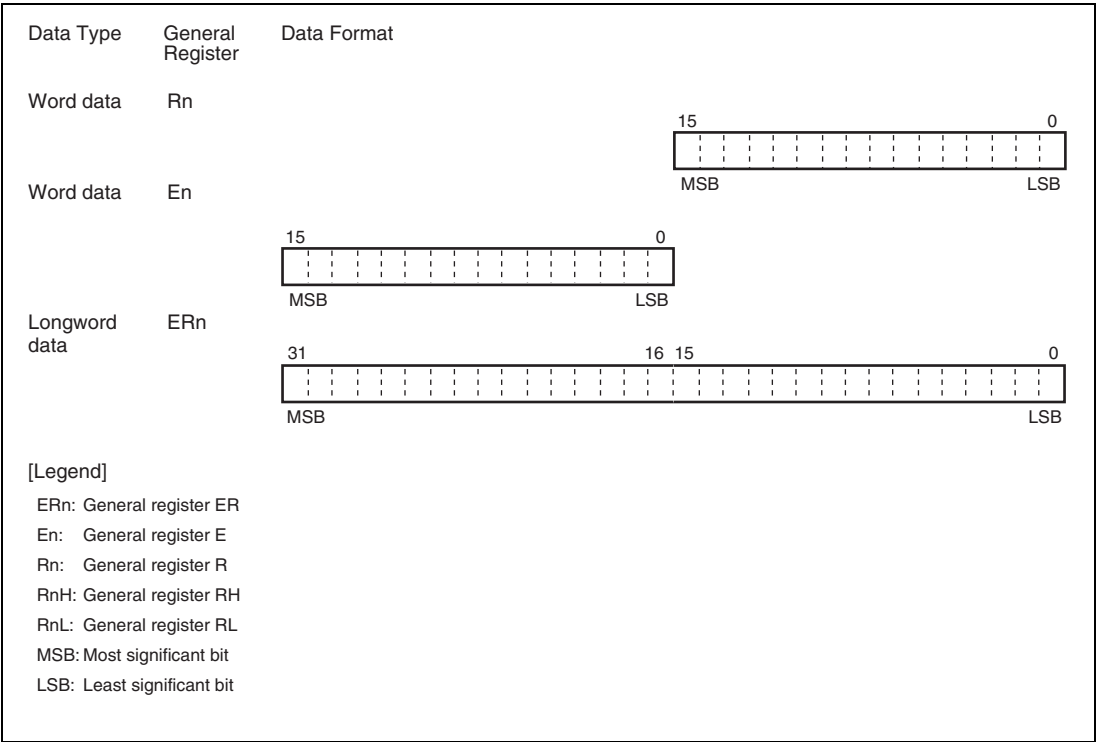 Data Type General Register Data Format
Word data Rn
15 0
MSB LSB
Word data En
15 0
MSB LSB
Longword data ERn
31 16 15 0
MSB LSB
[Legend]
ERn: General register ER
En: General register E
Rn: General register R
RnH: General register RH
RnL: General register RL
MSB: Most significant bit
LSB: Least significant bit